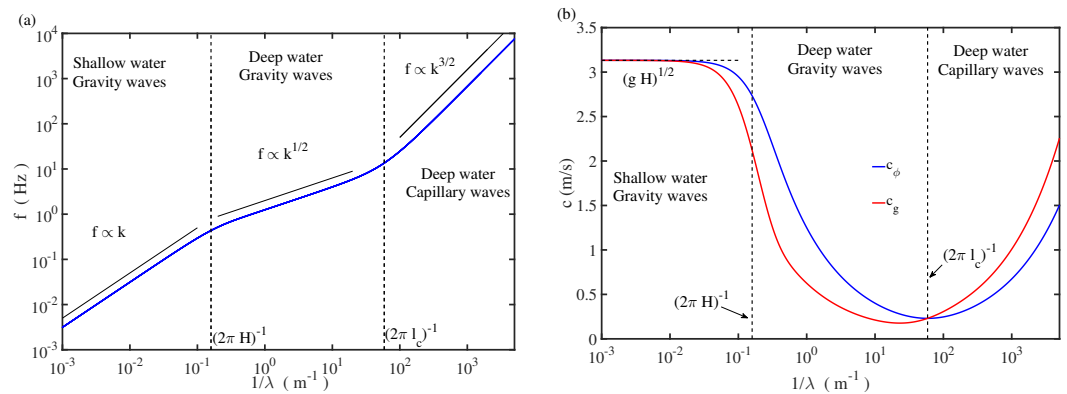 (a)
10^4
10^3
10^2
10^1
10^0
10^-1
10^-2
10^-3
f ( Hz)
Shallow water
Gravity waves
Deep water
Gravity waves
f ∝ k^3/2
f ∝ k^1/2
Deep water
Capillary waves
f ∝ k
(2π H)^-1
(2π l_c)^-1
10^-3
10^-2
10^-1
10^0
10^1
10^2
10^3
1/λ ( m^-1)
(b)
3.5
3
2.5
2
1.5
1
0.5
0
c (m/s)
Deep water
Gravity waves
Deep water
Capillary waves
(g H)^1/2
Shallow water
Gravity waves
c_ϕ
c_g
(2π l_c)^-1
(2π H)^-1
10^-3
10^-2
10^-1
10^0
10^1
10^2
10^3
1/λ ( m^-1)